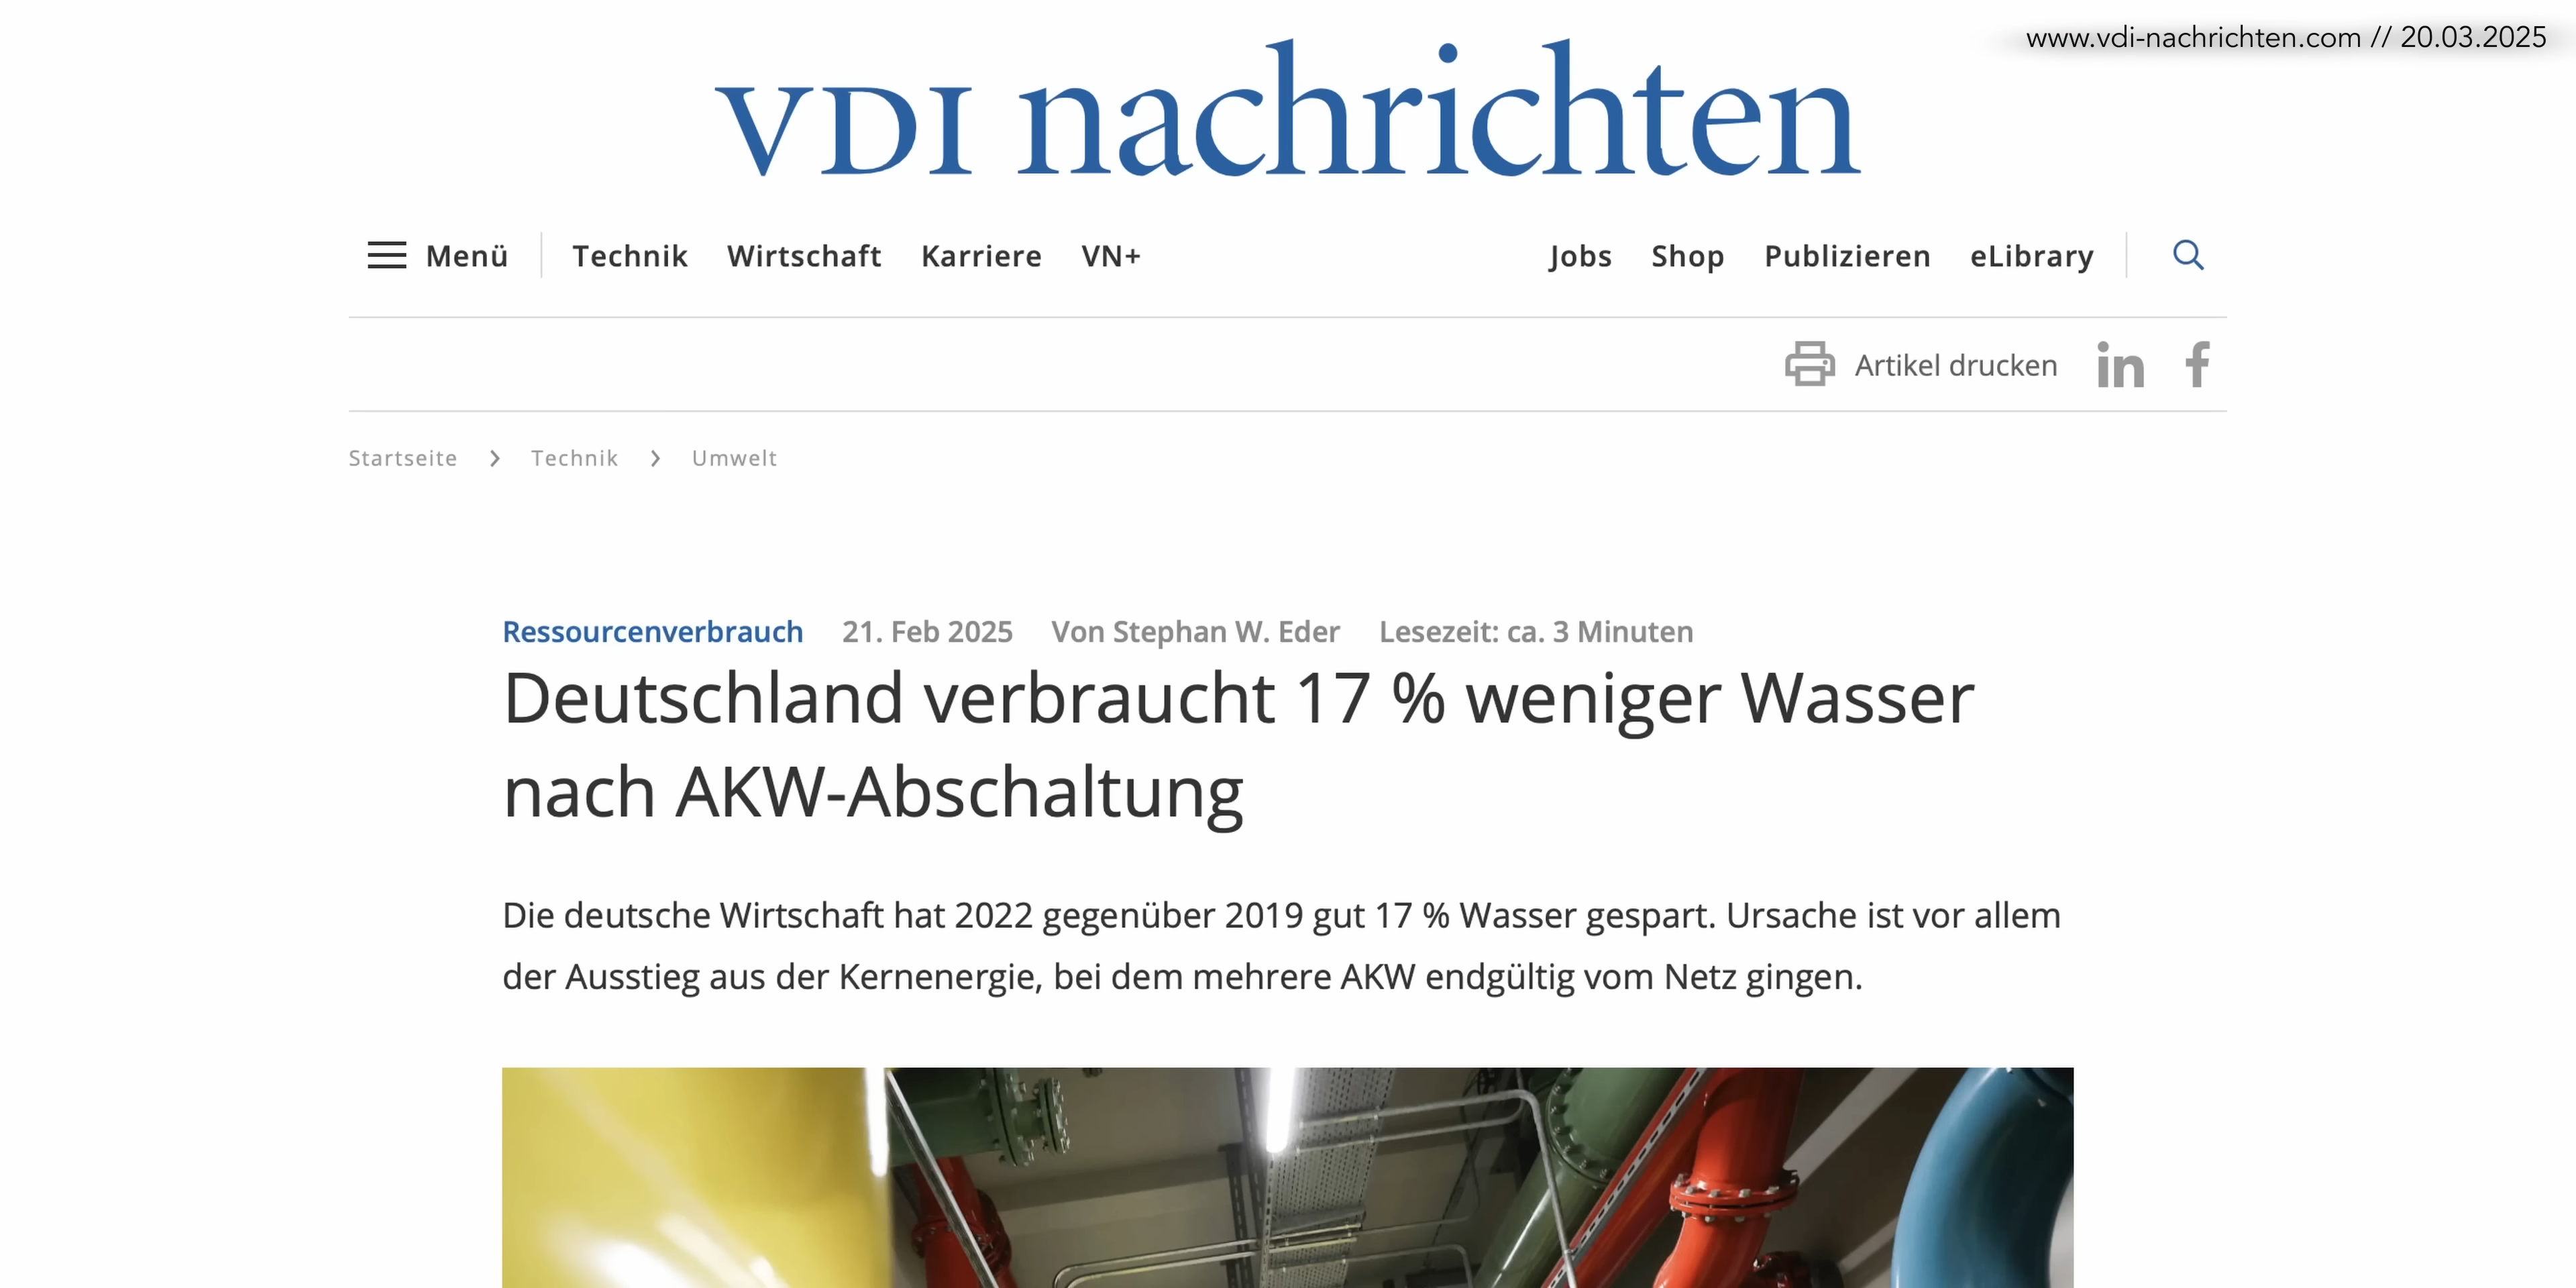 www.vdi-nachrichten.com // 20.03.2025
VDI nachrichten
Menü Technik Wirtschaft Karriere VN+ Jobs Shop Publizieren eLibrary
Artikel drucken in f
Startseite > Technik > Umwelt
Ressourcenverbrauch 21. Feb 2025 Von Stephan W. Eder Lesezeit: ca. 3 Minuten
Deutschland verbraucht 17 % weniger Wasser
nach AKW-Abschaltung
Die deutsche Wirtschaft hat 2022 gegenüber 2019 gut 17 % Wasser gespart. Ursache ist vor allem
der Ausstieg aus der Kernenergie, bei dem mehrere AKW endgültig vom Netz gingen.